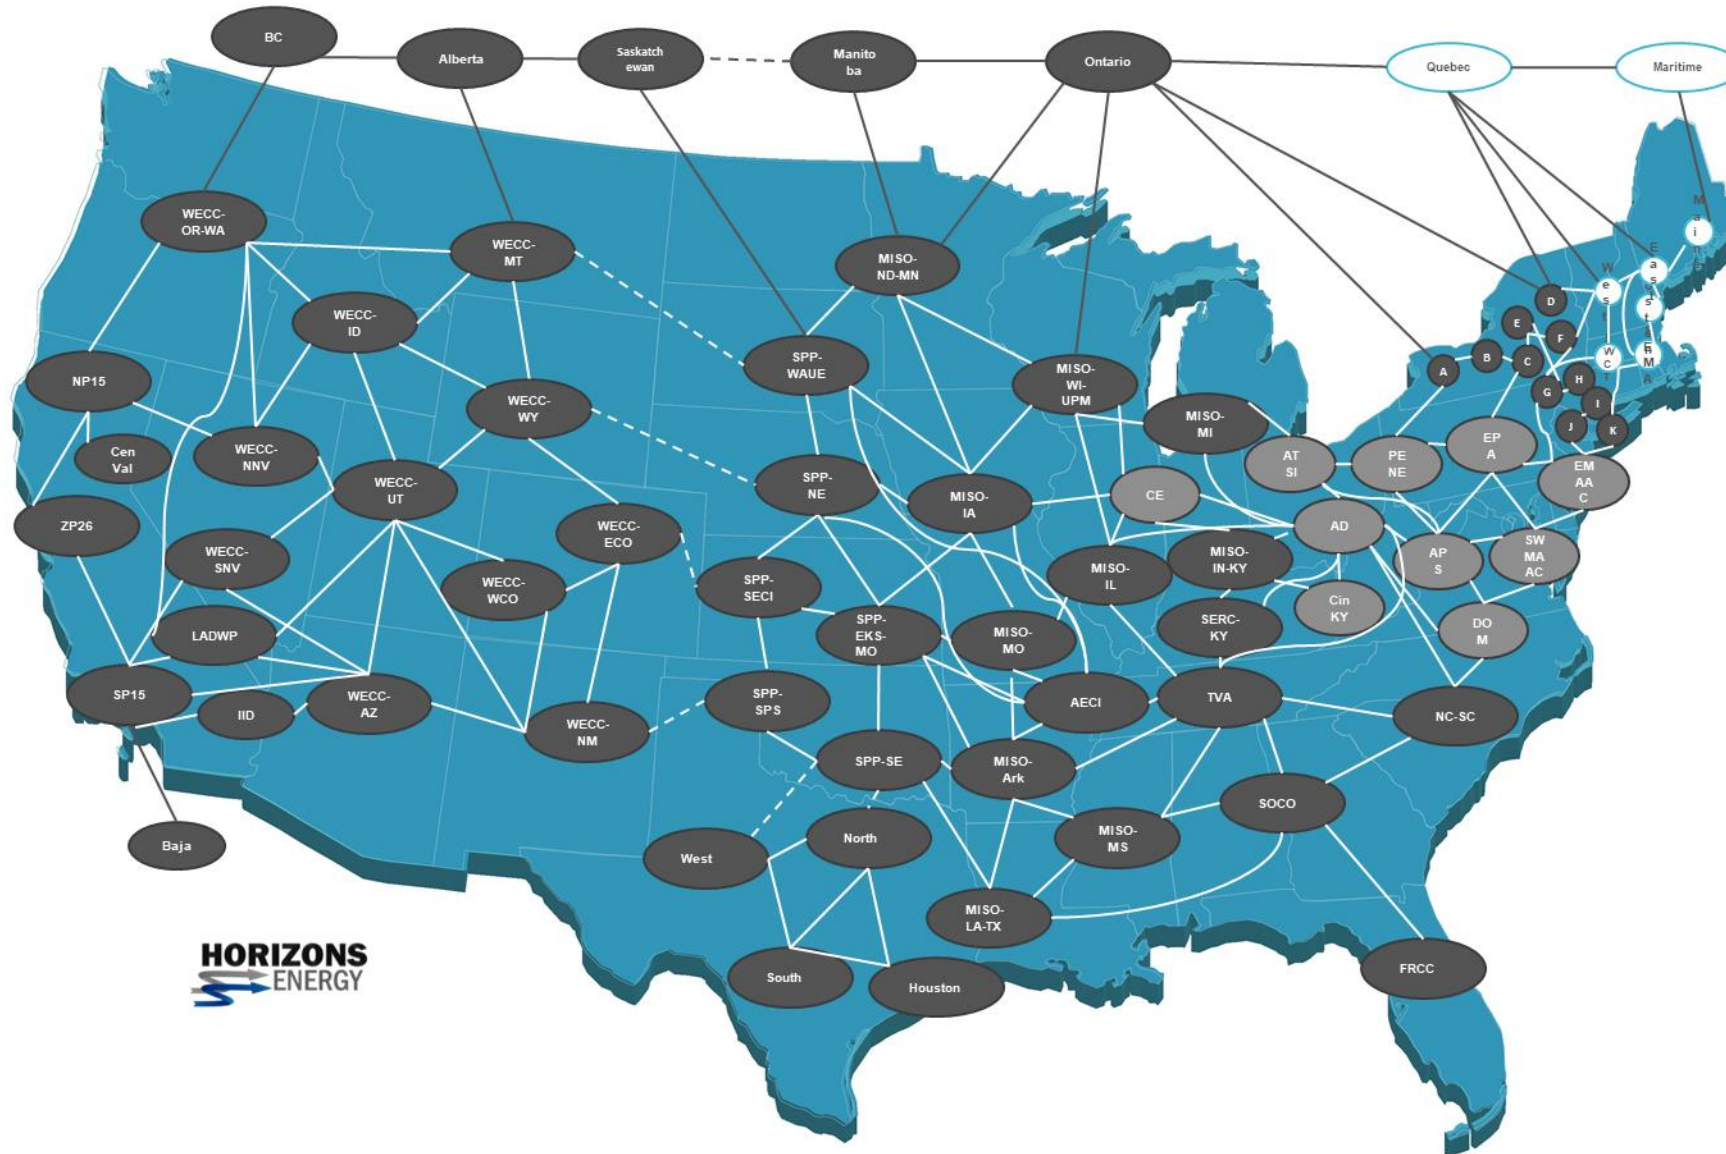 BC
Alberta
Saskatch
ewan
Manito
ba
Ontario
Quebec
Maritime
WECC-
OR-WA
WECC-
MT
MISO-
ND-MN
M
a
i
n
e
WECC-
ID
SPP-
WAUE
MISO-
WI-
UPM
D
E
F
A
B
C
G
H
I
J
K
W
e
s
t
W
C
T
NP15
WECC-
WY
MISO-
MI
Cen
Val
WECC-
NNV
WECC-
UT
SPP-
NE
MISO-
IA
CE
AT
SI
PE
NE
EP
A
EM
AA
C
ZP26
WECC-
SNV
WECC-
ECO
WECC-
WCO
SPP-
SECI
MISO-
IL
MISO-
IN-KY
AD
AP
S
SW
MA
AC
Cin
KY
LADWP
SPP-
EKS-
MO
MISO-
MO
SERC-
KY
DO
M
SP15
IID
WECC-
AZ
WECC-
NM
SPP-
SPS
AECI
TVA
NC-SC
SPP-SE
MISO-
Ark
SOCO
Baja
West
North
MISO-
MS
MISO-
LA-TX
South
Houston
FRCC
HORIZONS
ENERGY